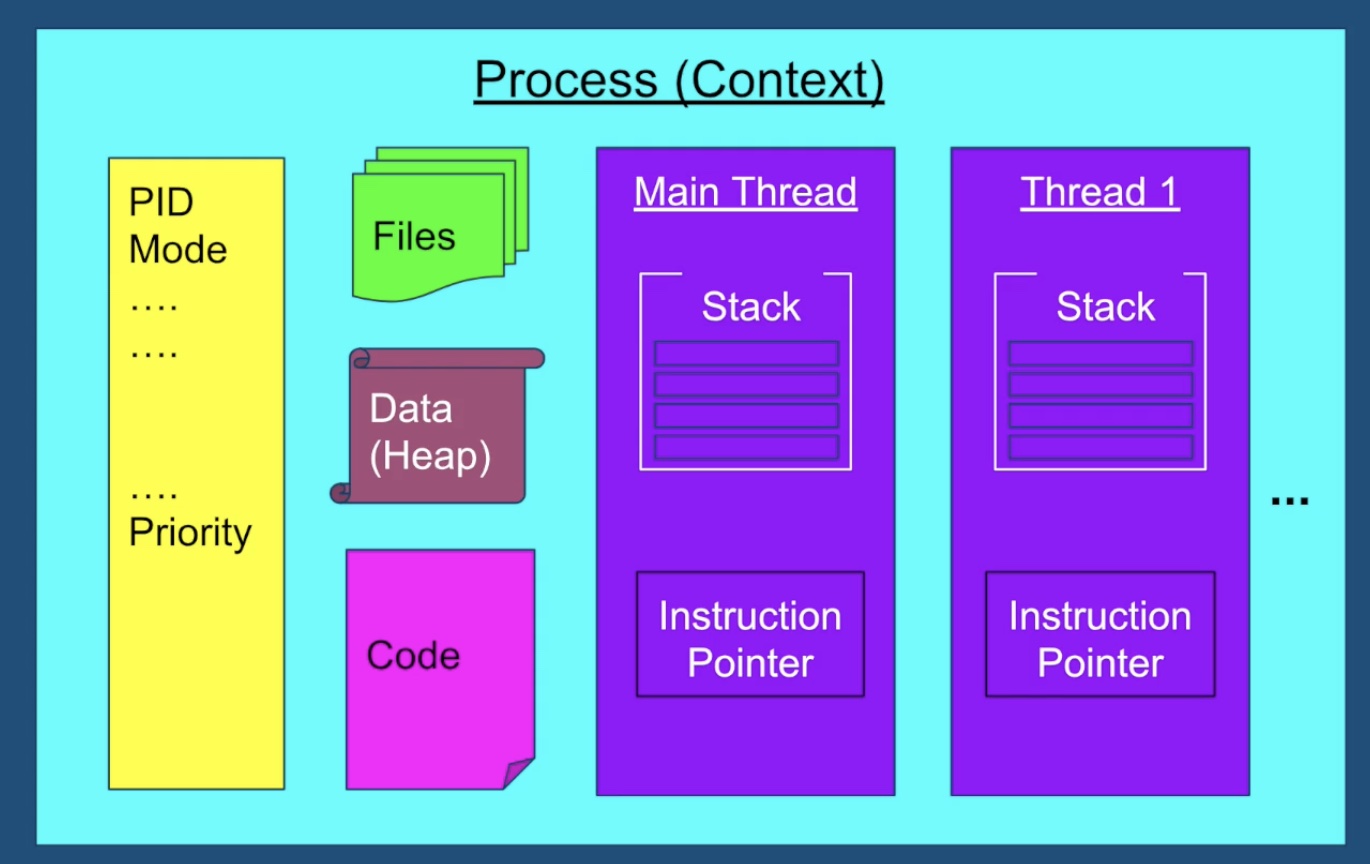 Process (Context)
PID
Mode
....
....
....
Priority
Files
Data
(Heap)
Code
Main Thread
Stack
Instruction
Pointer
Thread 1
Stack
Instruction
Pointer
...